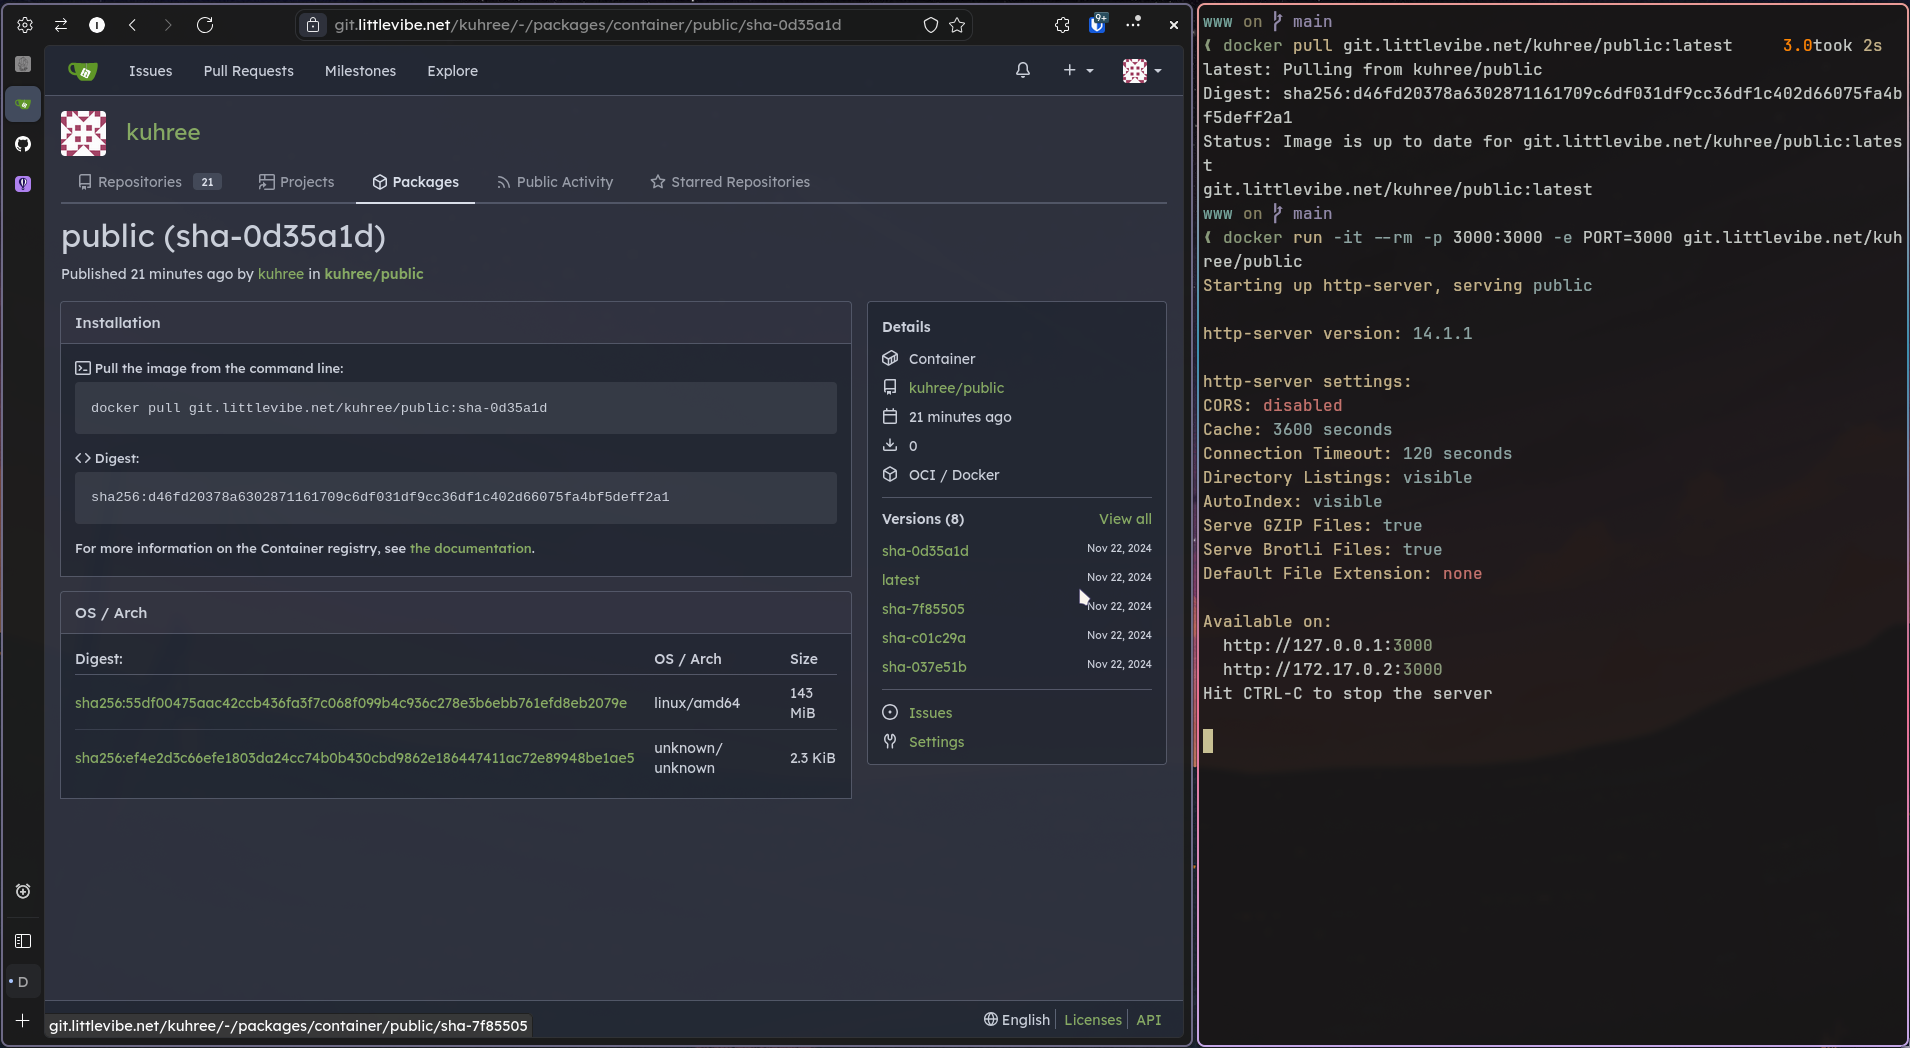 git.littlevibe.net/kuhree/-/packages/container/public/sha-0d35a1d
9+
Issues Pull Requests Milestones Explore
kuhree
Repositories 21 Projects Packages Public Activity Starred Repositories
public (sha-0d35a1d)
Published 21 minutes ago by kuhree in kuhree/public
Installation
Pull the image from the command line:
docker pull git.littlevibe.net/kuhree/public:sha-0d35a1d
Digest:
sha256:d46fd20378a6302871161709c6df031df9cc36df1c402d66075fa4bf5deff2a1
For more information on the Container registry, see the documentation.
OS / Arch
Digest: OS / Arch Size
sha256:55df00475aac42ccb436fa3f7c068f099b4c936c278e3b6ebb761efd8eb2079e linux/amd64 143 MiB
sha256:ef4e2d3c66efe1803da24cc74b0b430cbd9862e186447411ac72e89948be1ae5 unknown/unknown 2.3 KiB
Details
Container
kuhree/public
21 minutes ago
0
OCI / Docker
Versions (8) View all
sha-0d35a1d Nov 22, 2024
latest Nov 22, 2024
sha-7f85505 Nov 22, 2024
sha-c01c29a Nov 22, 2024
sha-037e51b Nov 22, 2024
Issues
Settings
D
git.littlevibe.net/kuhree/-/packages/container/public/sha-7f85505
English Licenses API
www on main
docker pull git.littlevibe.net/kuhree/public:latest 3.0took 2s
latest: Pulling from kuhree/public
Digest: sha256:d46fd20378a6302871161709c6df031df9cc36df1c402d66075fa4b
f5deff2a1
Status: Image is up to date for git.littlevibe.net/kuhree/public:lates
t
git.littlevibe.net/kuhree/public:latest
www on main
docker run -it --rm -p 3000:3000 -e PORT=3000 git.littlevibe.net/kuh
ree/public
Starting up http-server, serving public
http-server version: 14.1.1
http-server settings:
CORS: disabled
Cache: 3600 seconds
Connection Timeout: 120 seconds
Directory Listings: visible
AutoIndex: visible
Serve GZIP Files: true
Serve Brotli Files: true
Default File Extension: none
Available on:
http://127.0.0.1:3000
http://172.17.0.2:3000
Hit CTRL-C to stop the server